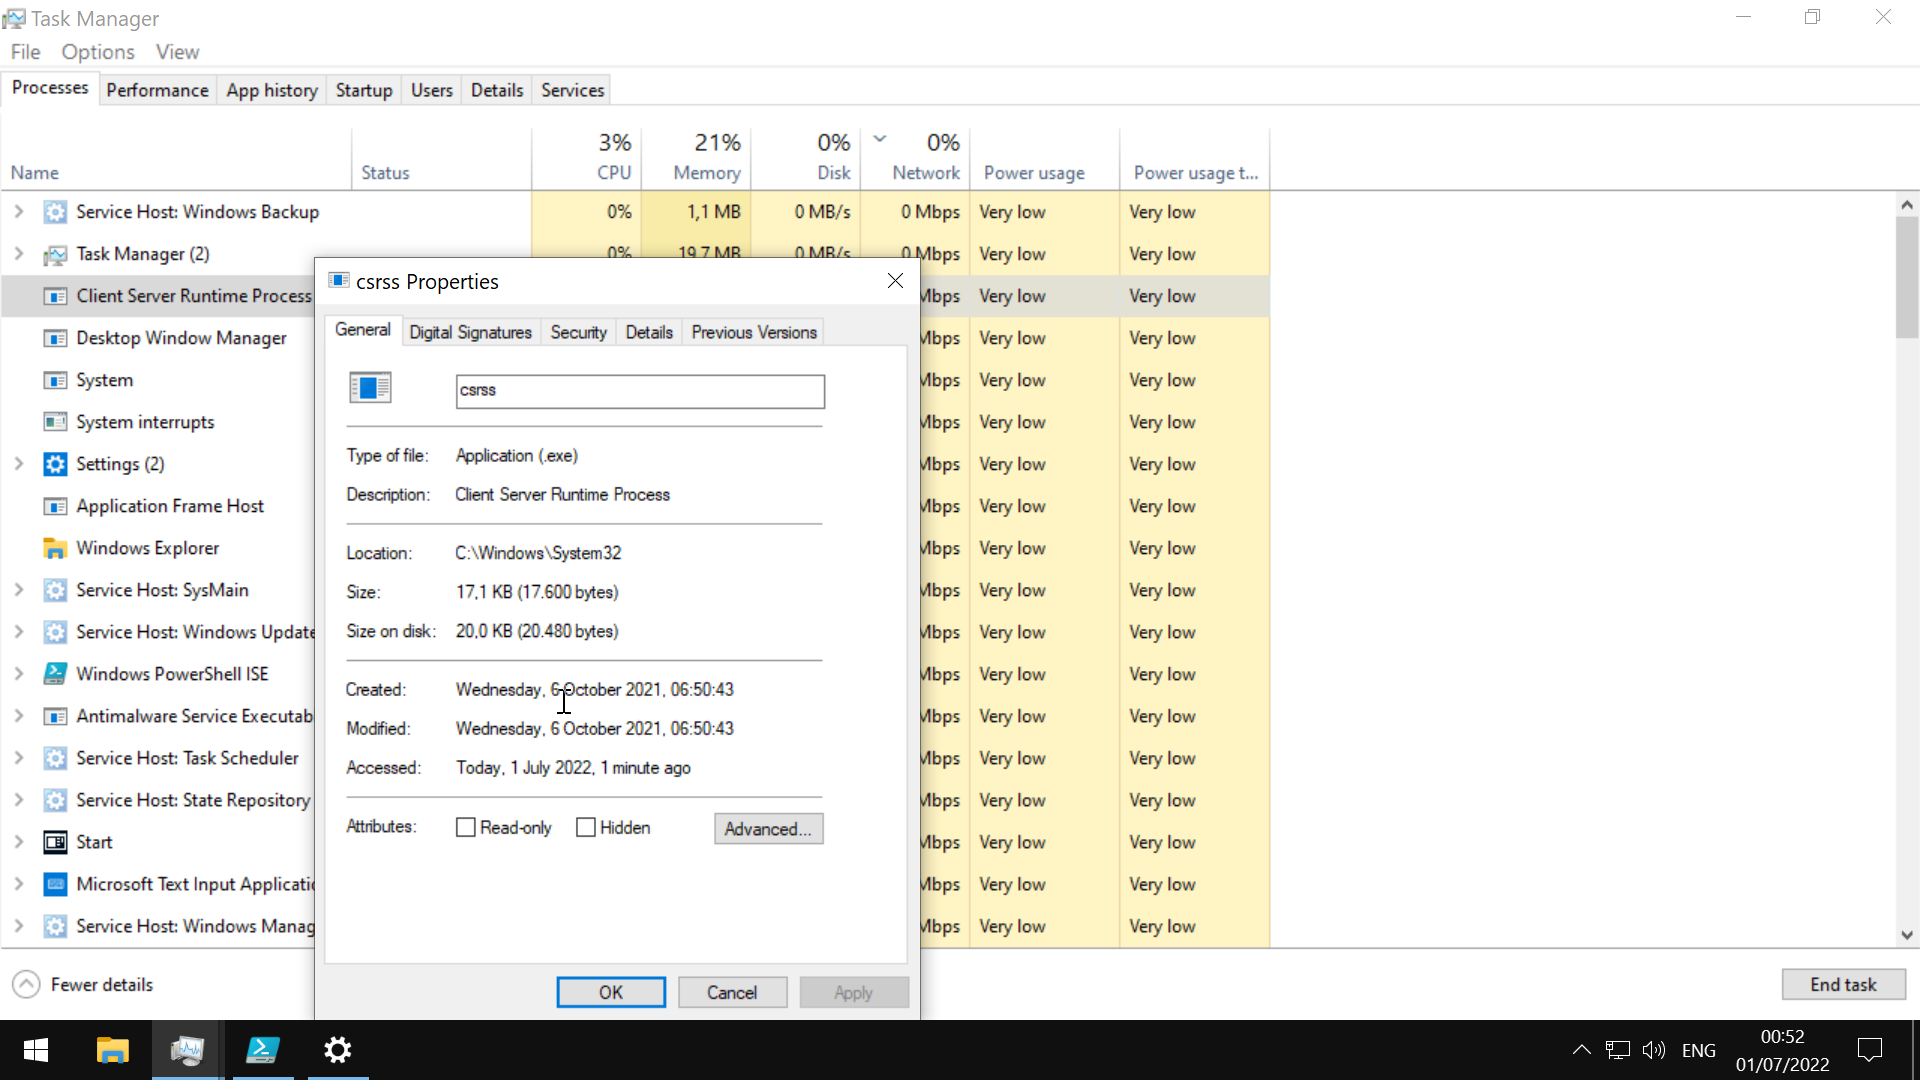 Task Manager
File Options View
Processes Performance App history Startup Users Details Services
3% 21% 0% 0%
Name Status CPU Memory Disk Network Power usage Power usage t...
Service Host: Windows Backup 0% 1,1 MB 0 MB/s 0 Mbps Very low Very low
Task Manager (2) 0% 19,7 MB 0 MB/s 0 Mbps Very low Very low
Client Server Runtime Process Mbps Very low Very low
Desktop Window Manager Mbps Very low Very low
System Mbps Very low Very low
System interrupts Mbps Very low Very low
Settings (2) Mbps Very low Very low
Application Frame Host Mbps Very low Very low
Windows Explorer Mbps Very low Very low
Service Host: SysMain Mbps Very low Very low
Service Host: Windows Update Mbps Very low Very low
Windows PowerShell ISE Mbps Very low Very low
Antimalware Service Executab Mbps Very low Very low
Service Host: Task Scheduler Mbps Very low Very low
Service Host: State Repository Mbps Very low Very low
Start Mbps Very low Very low
Microsoft Text Input Applicati Mbps Very low Very low
Service Host: Windows Manag Mbps Very low Very low
csrss Properties
General Digital Signatures Security Details Previous Versions
csrss
Type of file: Application (.exe)
Description: Client Server Runtime Process
Location: C:\Windows\System32
Size: 17,1 KB (17.600 bytes)
Size on disk: 20,0 KB (20.480 bytes)
Created: Wednesday, 6 October 2021, 06:50:43
Modified: Wednesday, 6 October 2021, 06:50:43
Accessed: Today, 1 July 2022, 1 minute ago
Attributes: Read-only Hidden Advanced...
OK Cancel Apply
Fewer details End task
ENG 00:52
01/07/2022